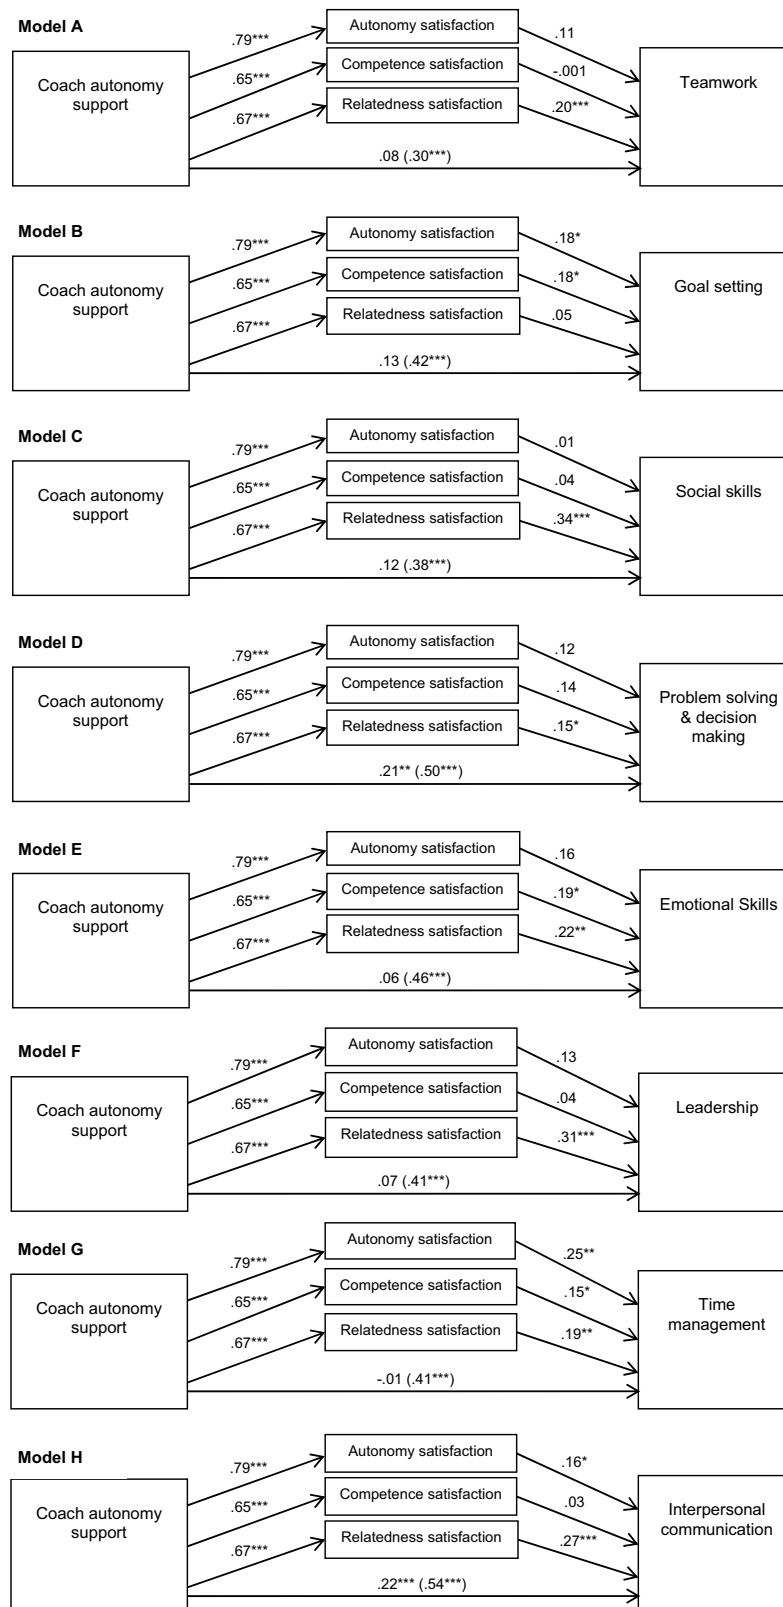 Model A
Coach autonomy
support
.79***
.65***
.67***
Autonomy satisfaction
Competence satisfaction
Relatedness satisfaction
.11
-.001
.20***
.08 (.30***)
Teamwork
Model B
Coach autonomy
support
.79***
.65***
.67***
Autonomy satisfaction
Competence satisfaction
Relatedness satisfaction
.18*
.18*
.05
.13 (.42***)
Goal setting
Model C
Coach autonomy
support
.79***
.65***
.67***
Autonomy satisfaction
Competence satisfaction
Relatedness satisfaction
.01
.04
.34***
.12 (.38***)
Social skills
Model D
Coach autonomy
support
.79***
.65***
.67***
Autonomy satisfaction
Competence satisfaction
Relatedness satisfaction
.12
.14
.15*
.21** (.50***)
Problem solving
& decision
making
Model E
Coach autonomy
support
.79***
.65***
.67***
Autonomy satisfaction
Competence satisfaction
Relatedness satisfaction
.16
.19*
.22**
.06 (.46***)
Emotional Skills
Model F
Coach autonomy
support
.79***
.65***
.67***
Autonomy satisfaction
Competence satisfaction
Relatedness satisfaction
.13
.04
.31***
.07 (.41***)
Leadership
Model G
Coach autonomy
support
.79***
.65***
.67***
Autonomy satisfaction
Competence satisfaction
Relatedness satisfaction
.25**
.15*
.19**
-.01 (.41***)
Time
management
Model H
Coach autonomy
support
.79***
.65***
.67***
Autonomy satisfaction
Competence satisfaction
Relatedness satisfaction
.16*
.03
.27***
.22*** (.54***)
Interpersonal
communication